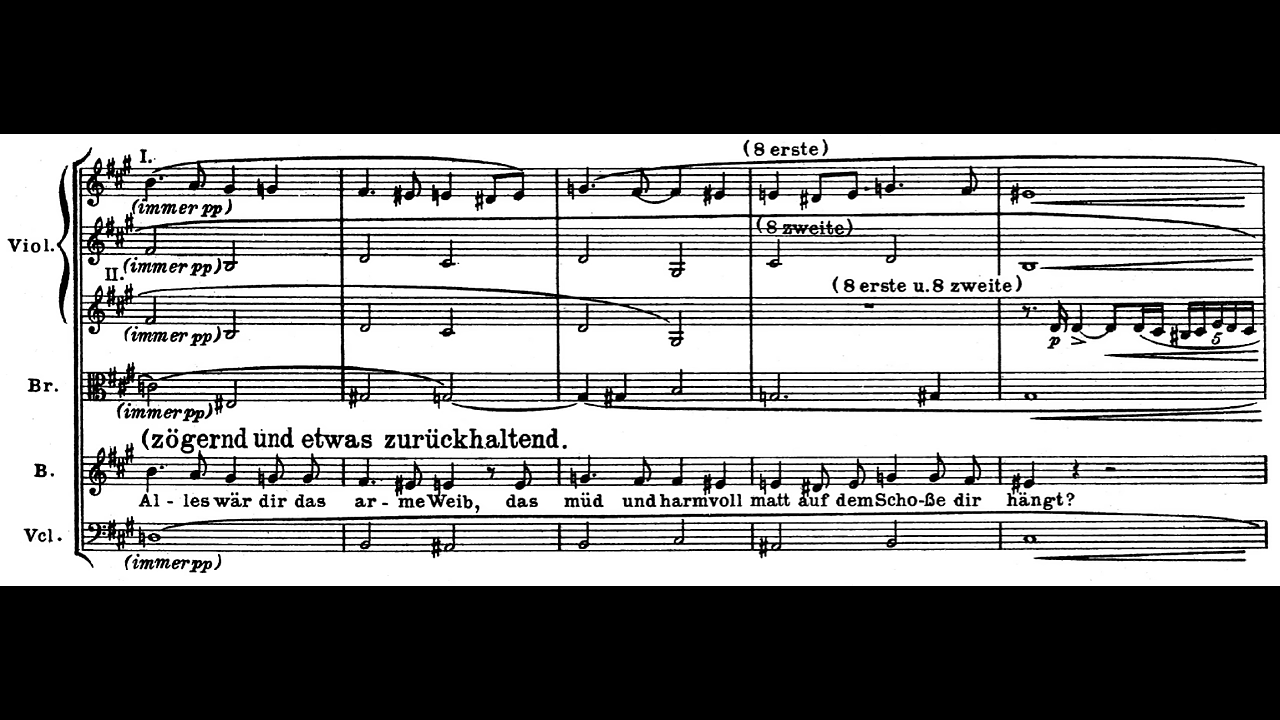 I.
(8 erste)
(immer pp)
Viol.
(8 zweite)
(immer pp)
II.
(8 erste u. 8 zweite)
(immer pp)
p
5
Br.
(immer pp)
(zögernd und etwas zurückhaltend.
B.
Al - les wär dir das ar - me Weib, das müd und harmvoll matt auf dem Scho-ße dir hängt?
Vcl.
(immer pp)